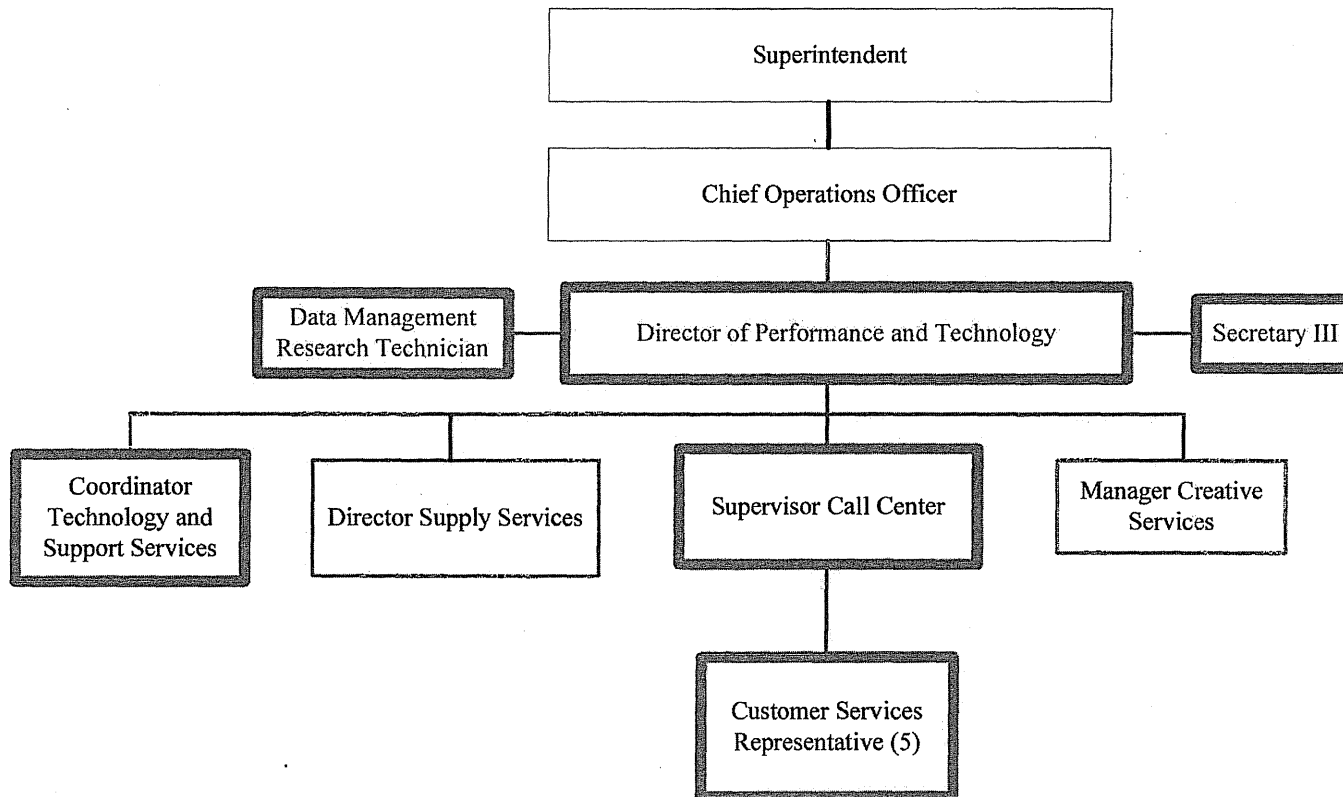 Superintendent
Chief Operations Officer
Data Management
Research Technician
Director of Performance and Technology
Secretary III
Coordinator
Technology and
Support Services
Director Supply Services
Supervisor Call Center
Manager Creative
Services
Customer Services
Representative (5)